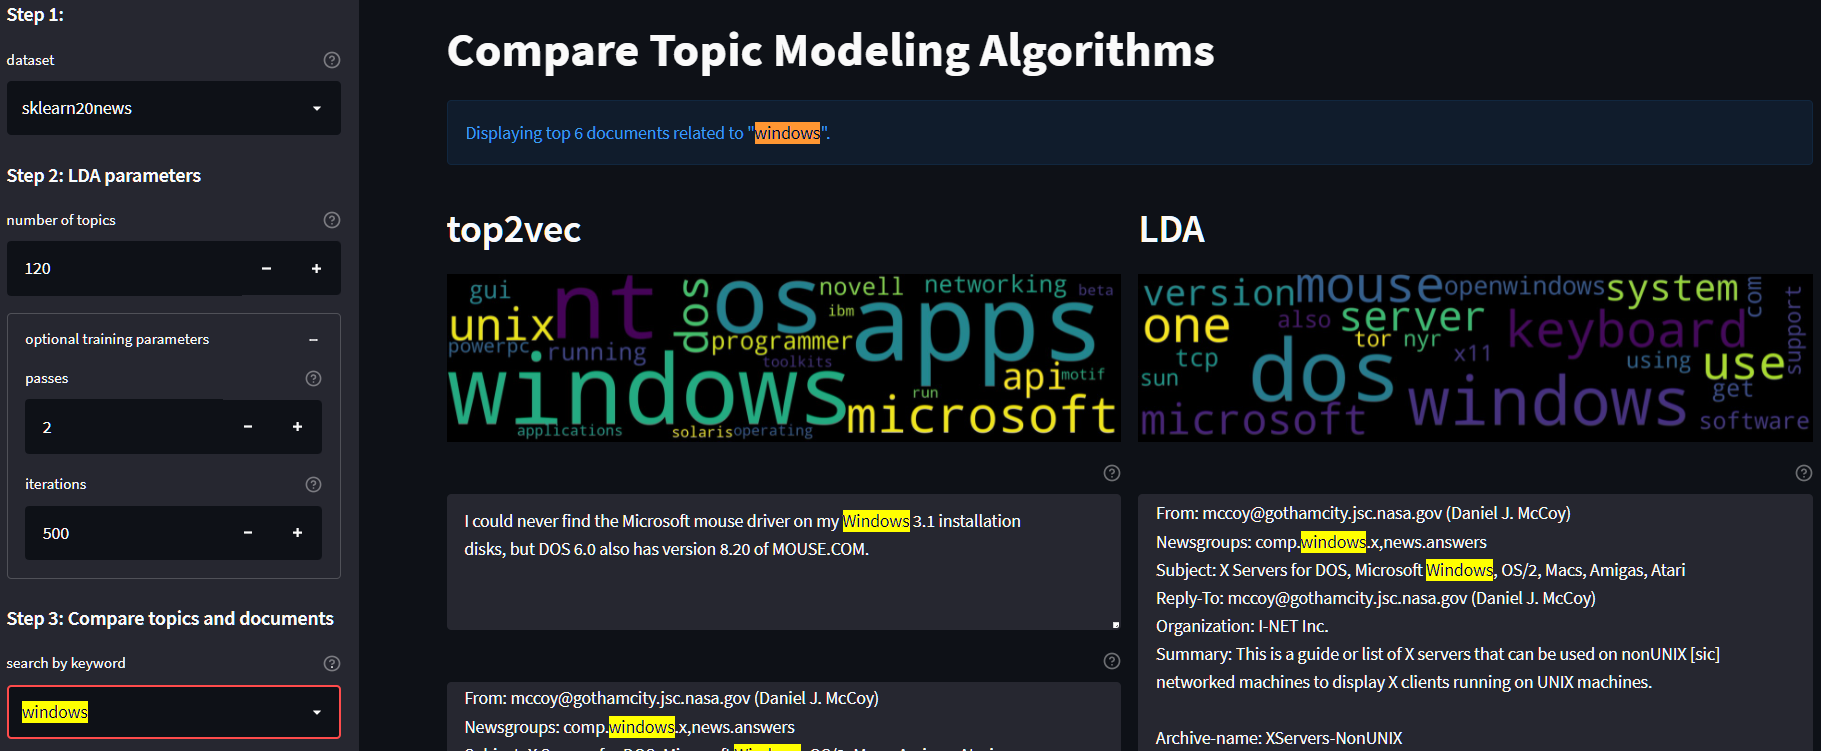 Step 1:
dataset
sklearn20news
Step 2: LDA parameters
number of topics
120
optional training parameters
passes
2
iterations
500
Step 3: Compare topics and documents
search by keyword
windows
Compare Topic Modeling Algorithms
Displaying top 6 documents related to "windows".
top2vec
gui
unix
nt
dos
os
novell
networking
beta
ibm
apps
powerpc
running
programmer
toolkits
windows
api
motif
run
microsoft
applications
solaris
operating
I could never find the Microsoft mouse driver on my Windows 3.1 installation
disks, but DOS 6.0 also has version 8.20 of MOUSE.COM.
From: mccoy@gothamcity.jsc.nasa.gov (Daniel J. McCoy)
Newsgroups: comp.windows.x,news.answers
LDA
version
mouse
openwindows
system
com
support
one
also
server
keyboard
tor
nyr
x11
tcp
sun
dos
using
use
get
windows
microsoft
software
From: mccoy@gothamcity.jsc.nasa.gov (Daniel J. McCoy)
Newsgroups: comp.windows.x,news.answers
Subject: X Servers for DOS, Microsoft Windows, OS/2, Macs, Amigas, Atari
Reply-To: mccoy@gothamcity.jsc.nasa.gov (Daniel J. McCoy)
Organization: I-NET Inc.
Summary: This is a guide or list of X servers that can be used on nonUNIX [sic]
networked machines to display X clients running on UNIX machines.
Archive-name: XServers-NonUNIX